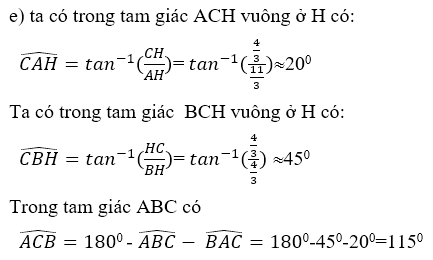 e) ta có trong tam giác ACH vuông ở H có:
$\widehat{CAH} = tan^{-1}(\frac{CH}{AH})= tan^{-1}(\frac{\frac{4}{3}}{\frac{11}{3}})≈20^0$
Ta có trong tam giác BCH vuông ở H có:
$\widehat{CBH} = tan^{-1}(\frac{HC}{BH})= tan^{-1}(\frac{\frac{4}{3}}{\frac{4}{3}}) ≈45^0$
Trong tam giác ABC có
$\widehat{ACB} = 180^0 - \widehat{ABC} - \widehat{BAC} = 180^0-45^0-20^0=115^0$